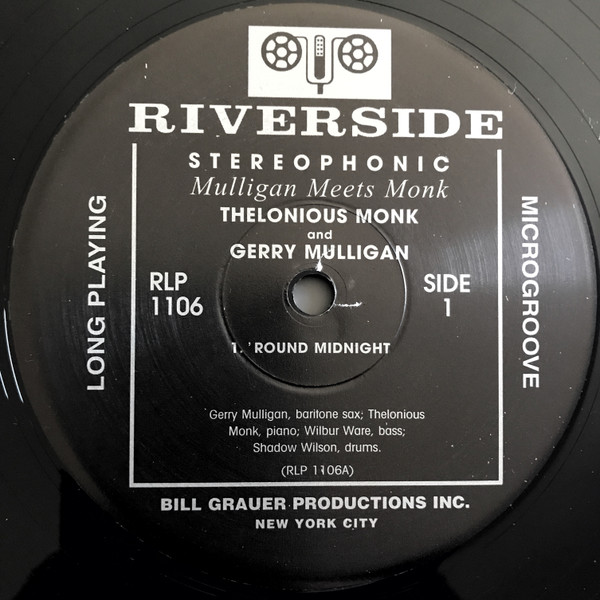 RIVERSIDE
STEREOPHONIC
Mulligan Meets Monk
THELONIOUS MONK
and
GERRY MULLIGAN
LONG PLAYING
RLP
1106
SIDE
1
MICROGROOVE
1. 'ROUND MIDNIGHT
Gerry Mulligan, baritone sax; Thelonious
Monk, piano; Wilbur Ware, bass;
Shadow Wilson, drums.
(RLP 1106A)
BILL GRAUER PRODUCTIONS INC.
NEW YORK CITY